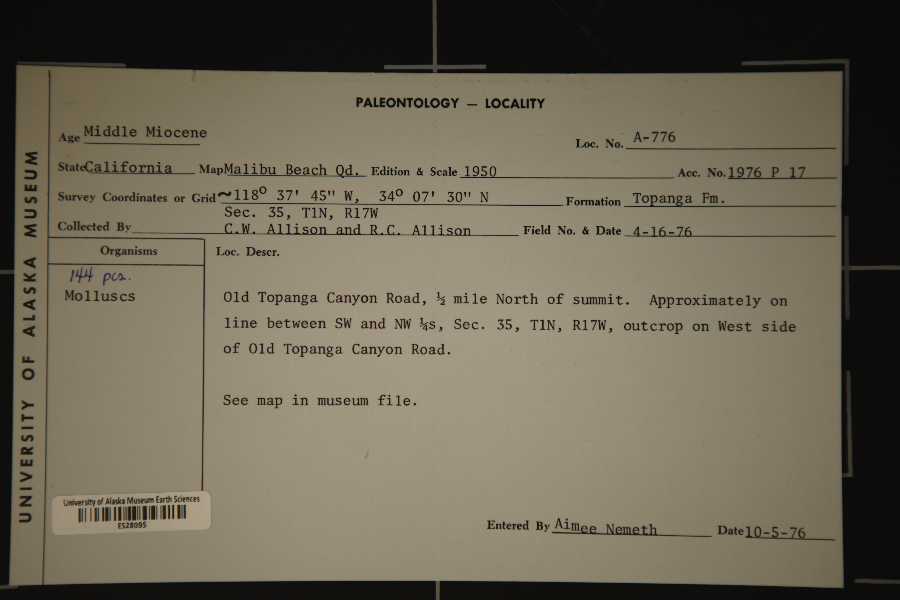 PALEONTOLOGY — LOCALITY
Age Middle Miocene Loc. No. A-776
State California Map Malibu Beach Qd. Edition & Scale 1950 Acc. No. 1976 P 17
Survey Coordinates or Grid ~118° 37' 45" W, 34° 07' 30" N Formation Topanga Fm.
Sec. 35, T1N, R17W
Collected By C.W. Allison and R.C. Allison Field No. & Date 4-16-76
Organisms Loc. Descr.
144 pcs.
Molluscs
Old Topanga Canyon Road, ½ mile North of summit. Approximately on
line between SW and NW ¼s, Sec. 35, T1N, R17W, outcrop on West side
of Old Topanga Canyon Road.
See map in museum file.
UNIVERSITY OF ALASKA MUSEUM
University of Alaska Museum Earth Sciences
ES28095
Entered By Aimee Nemeth Date 10-5-76